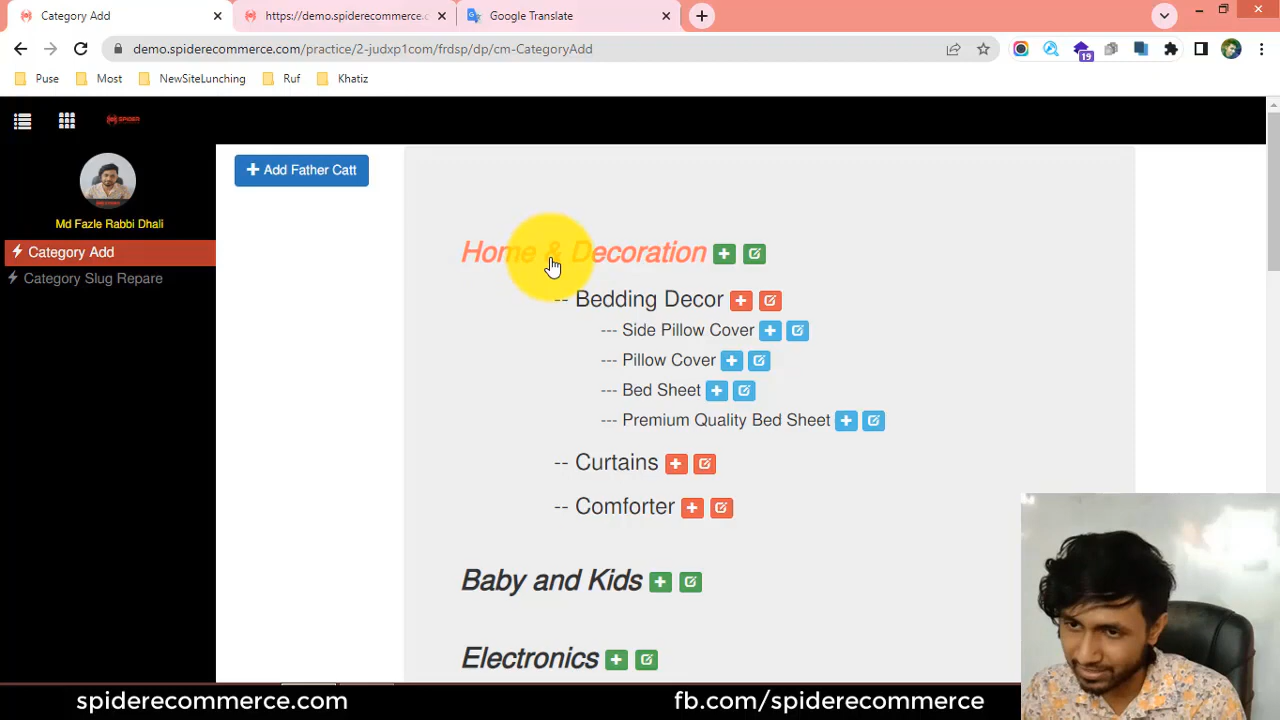 Category Add
https://demo.spiderecommerce.c
Google Translate
demo.spiderecommerce.com/practice/2-judxp1com/frdsp/dp/cm-CategoryAdd
19
Puse
Most
NewSiteLunching
Ruf
Khatiz
SPIDER
Add Father Catt
Md Fazle Rabbi Dhali
Category Add
Category Slug Repare
Home & Decoration
-- Bedding Decor
--- Side Pillow Cover
--- Pillow Cover
--- Bed Sheet
--- Premium Quality Bed Sheet
-- Curtains
-- Comforter
Baby and Kids
Electronics
spiderecommerce.com
fb.com/spiderecommerce